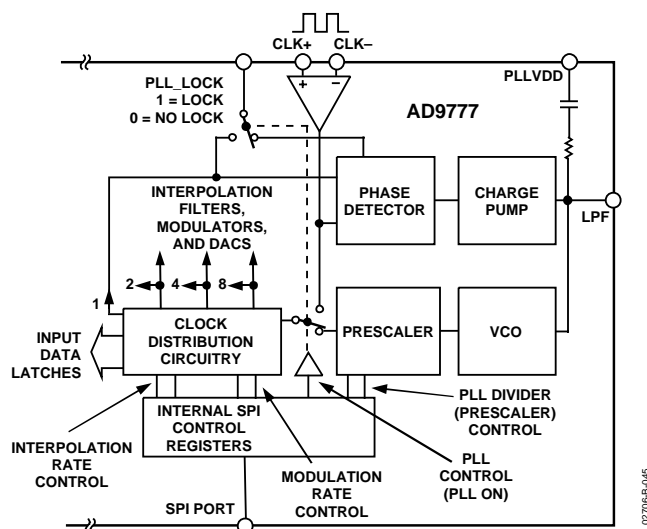 CLK+ CLK–
PLLVDD
PLL_LOCK
1 = LOCK
0 = NO LOCK
AD9777
INTERPOLATION
FILTERS,
MODULATORS,
AND DACS
PHASE
DETECTOR
CHARGE
PUMP
LPF
2 4 8
1
INPUT
DATA
LATCHES
CLOCK
DISTRIBUTION
CIRCUITRY
PRESCALER
VCO
INTERPOLATION
RATE
CONTROL
INTERNAL SPI
CONTROL
REGISTERS
PLL DIVIDER
(PRESCALER)
CONTROL
MODULATION
RATE
CONTROL
PLL
CONTROL
(PLL ON)
SPI PORT
02706-B-045
+ –